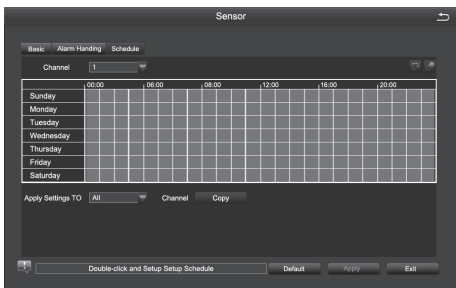 Sensor
Basic Alarm Handing Schedule
Channel 1
00:00 06:00 08:00 12:00 16:00 20:00
Sunday
Monday
Tuesday
Wednesday
Thursday
Friday
Saturday
Apply Settings TO All Channel Copy
Double-click and Setup Setup Schedule Default Apply Exit